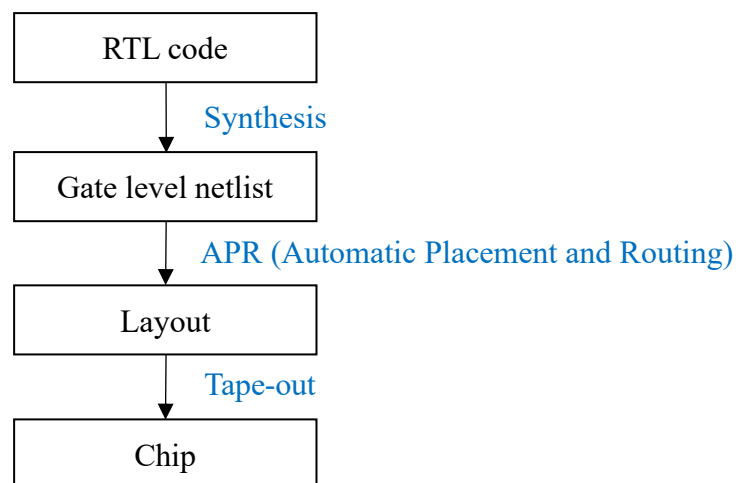 RTL code
Synthesis
Gate level netlist
APR (Automatic Placement and Routing)
Layout
Tape-out
Chip